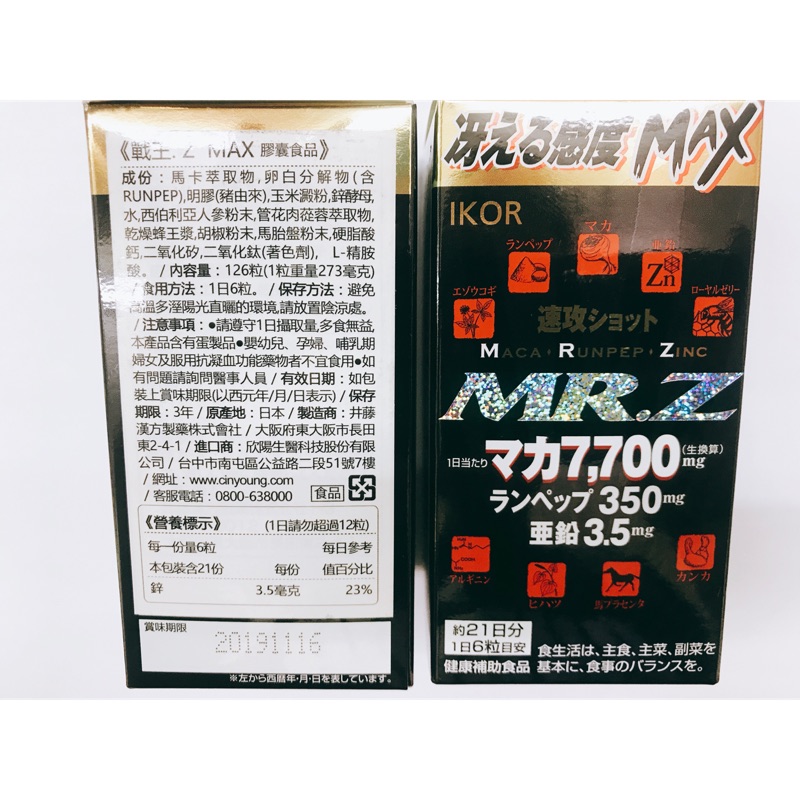 《戰王. Z MAX 膠囊食品》
成份：馬卡萃取物,卵白分解物(含
RUNPEP),明膠(豬由來),玉米澱粉,鋅酵母,
水,西伯利亞人參粉末,管花肉蓯蓉萃取物,
乾燥蜂王漿,胡椒粉末,馬胎盤粉末,硬脂酸
鈣,二氧化矽,二氧化鈦(著色劑), L-精胺
酸。/ 內容量：126粒(1粒重量273毫克)
/ 食用方法：1日6粒。/ 保存方法：避免
高溫多溼陽光直曬的環境,請放置陰涼處。
/ 注意事項：●請遵守1日攝取量,多食無益,
本產品含有蛋製品●嬰幼兒、孕婦、哺乳期
婦女及服用抗凝血功能藥物者不宜食用●如
有問題請詢問醫事人員 / 有效日期：如包
裝上賞味期限(以西元年/月/日表示) / 保存
期限：3年 / 原產地：日本 / 製造商：井藤
漢方製藥株式會社 / 大阪府東大阪市長田
東2-4-1 / 進口商：欣陽生醫科技股份有限
公司 / 台中市南屯區公益路二段51號7樓
/ 網址：www.cinyoung.com
/ 客服電話：0800-638000 食品
《營養標示》 (1日請勿超過12粒)
每一份量6粒 每日參考
本包裝含21份 每份 值百分比
鋅 3.5毫克 23%
賞味期限 20191116
※左から西暦年・月・日を表しています。
冴える感度 MAX
IKOR
マカ
ランペップ 亜鉛
Zn
エゾウコギ ローヤルゼリー
速攻ショット
MACA・RUNPEP・ZINC
MR.Z
1日当たり マカ7,700mg (生換算)
ランペップ 350mg
亜鉛 3.5mg
アルギニン カンカ
ヒハツ 馬プラセンタ
約21日分
1日6粒目安
健康補助食品
食生活は、主食、主菜、副菜を
基本に、食事のバランスを。